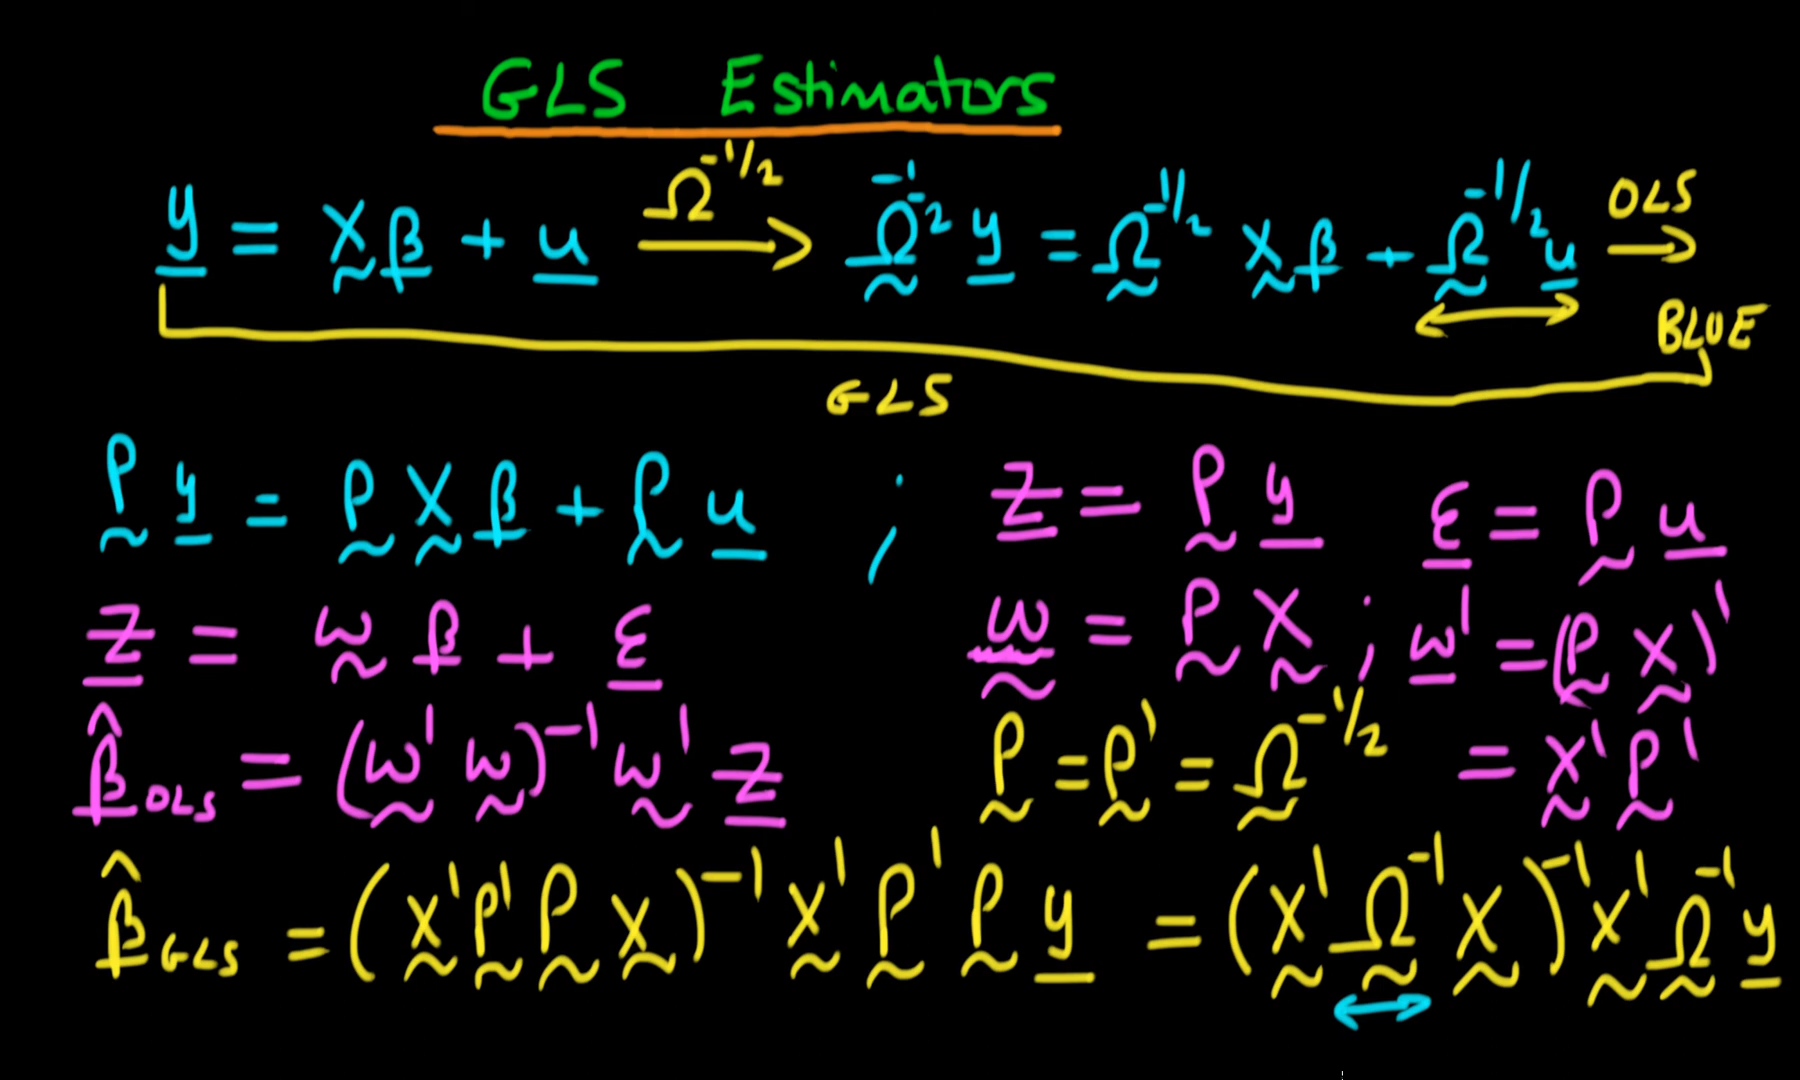 GLS Estimators
y = Xβ + u Ω^-1/2 → Ω^-1/2 y = Ω^-1/2 Xβ + Ω^-1/2 u OLS →
BLUE
GLS
P y = P X β + P u ; Z = P y ε = P u
Z = W β + ε W = P X ; W' = (P X)'
β̂_OLS = (W' W)^-1 W' Z P = P' = Ω^-1/2 = X' P'
β̂_GLS = (X'P'P X)^-1 X' P' P y = (X' Ω^-1 X)^-1 X' Ω^-1 y